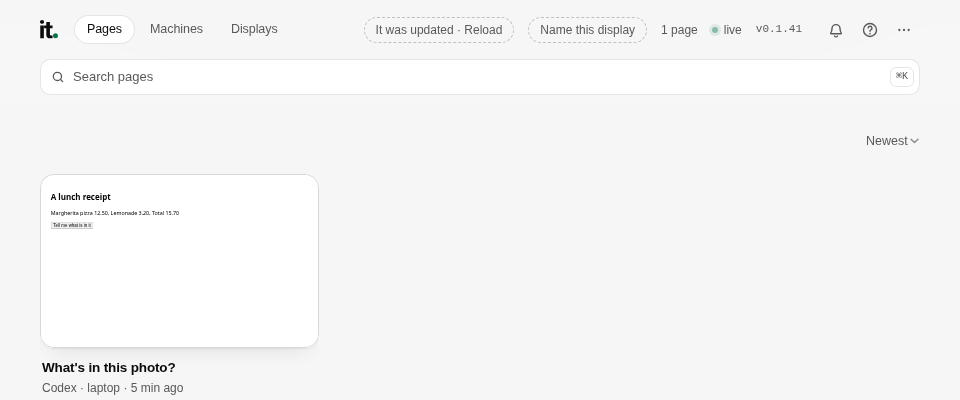 it.
Pages
Machines
Displays
It was updated · Reload
Name this display
1 page
live
v0.1.41
Search pages
⌘K
Newest
A lunch receipt
Margherita pizza 12.50, Lemonade 3.20, Total 15.70
Tell me what is in it
What's in this photo?
Codex · laptop · 5 min ago